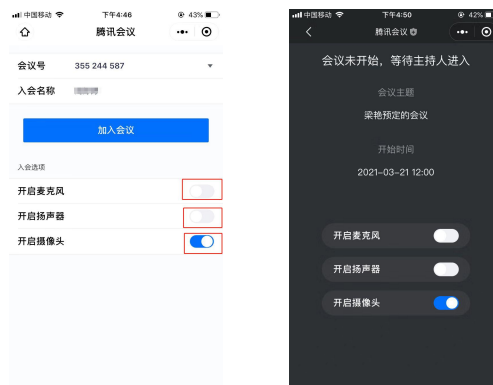 中国移动 下午4:46 43%
腾讯会议
会议号 355 244 587
入会名称
加入会议
入会选项
开启麦克风
开启扬声器
开启摄像头
中国移动 下午4:50 42%
腾讯会议
会议未开始，等待主持人进入
会议主题
梁艳预定的会议
开始时间
2021-03-21 12:00
开启麦克风
开启扬声器
开启摄像头